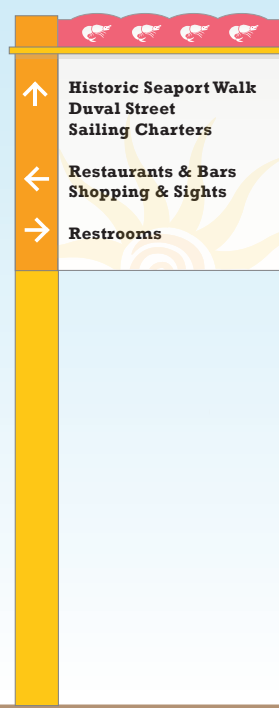 Historic Seaport Walk
Duval Street
Sailing Charters
Restaurants & Bars
Shopping & Sights
Restrooms